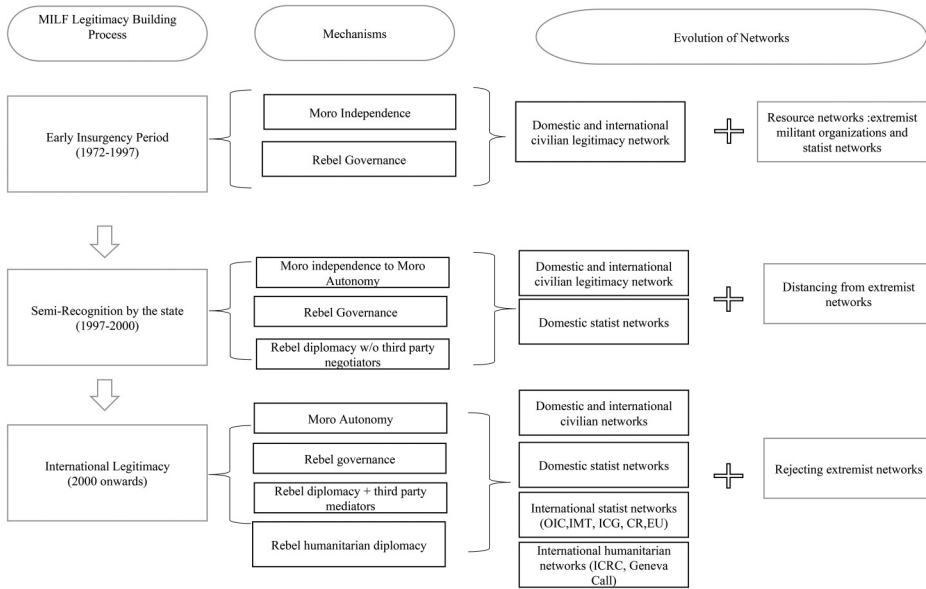 MILF Legitimacy Building
Process
Mechanisms
Evolution of Networks
Early Insurgency Period
(1972-1997)
Moro Independence
Rebel Governance
Domestic and international
civilian legitimacy network
Resource networks :extremist
militant organizations and
statist networks
Semi-Recognition by the state
(1997-2000)
Moro independence to Moro
Autonomy
Rebel Governance
Rebel diplomacy w/o third party
negotiators
Domestic and international
civilian legitimacy network
Domestic statist networks
Distancing from extremist
networks
International Legitimacy
(2000 onwards)
Moro Autonomy
Rebel governance
Rebel diplomacy + third party
mediators
Rebel humanitarian diplomacy
Domestic and international
civilian networks
Domestic statist networks
International statist networks
(OIC,IMT, ICG, CR,EU)
International humanitarian
networks (ICRC, Geneva
Call)
Rejecting extremist networks